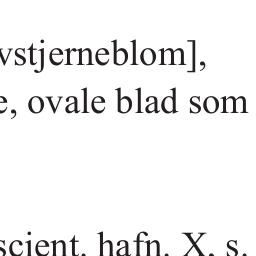 vstjerneblom],
e, ovale blad som
scient. hafn. X, s.